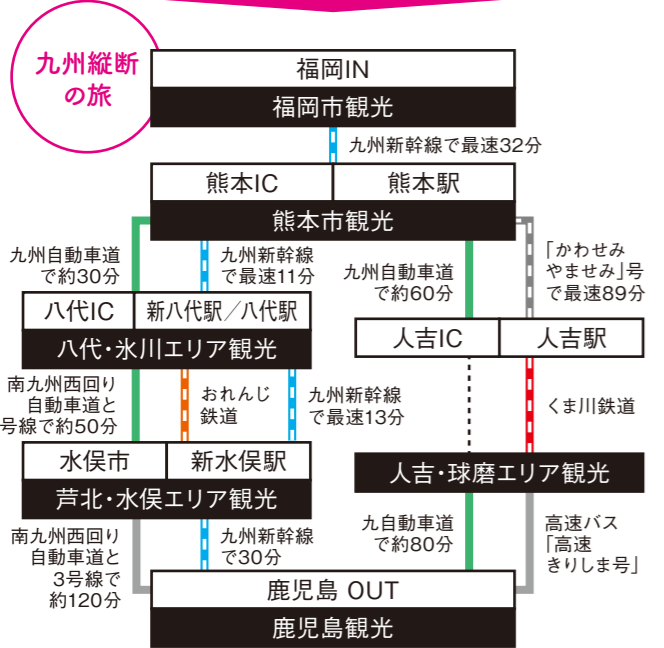 九州縦断
の旅
福岡IN
福岡市観光
九州新幹線で最速32分
熊本IC
熊本駅
熊本市観光
九州自動車道
で約30分
九州新幹線
で最速11分
九州自動車道
で約60分
「かわせみ
やませみ」号
で最速89分
八代IC
新八代駅／八代駅
八代・氷川エリア観光
人吉IC
人吉駅
南九州西回り
自動車道と
号線で約50分
おれんじ
鉄道
九州新幹線
で最速13分
くま川鉄道
水俣市
新水俣駅
芦北・水俣エリア観光
人吉・球磨エリア観光
南九州西回り
自動車道と
3号線で
約120分
九州新幹線
で30分
九自動車道
で約80分
高速バス
「高速
きりしま号」
鹿児島 OUT
鹿児島観光